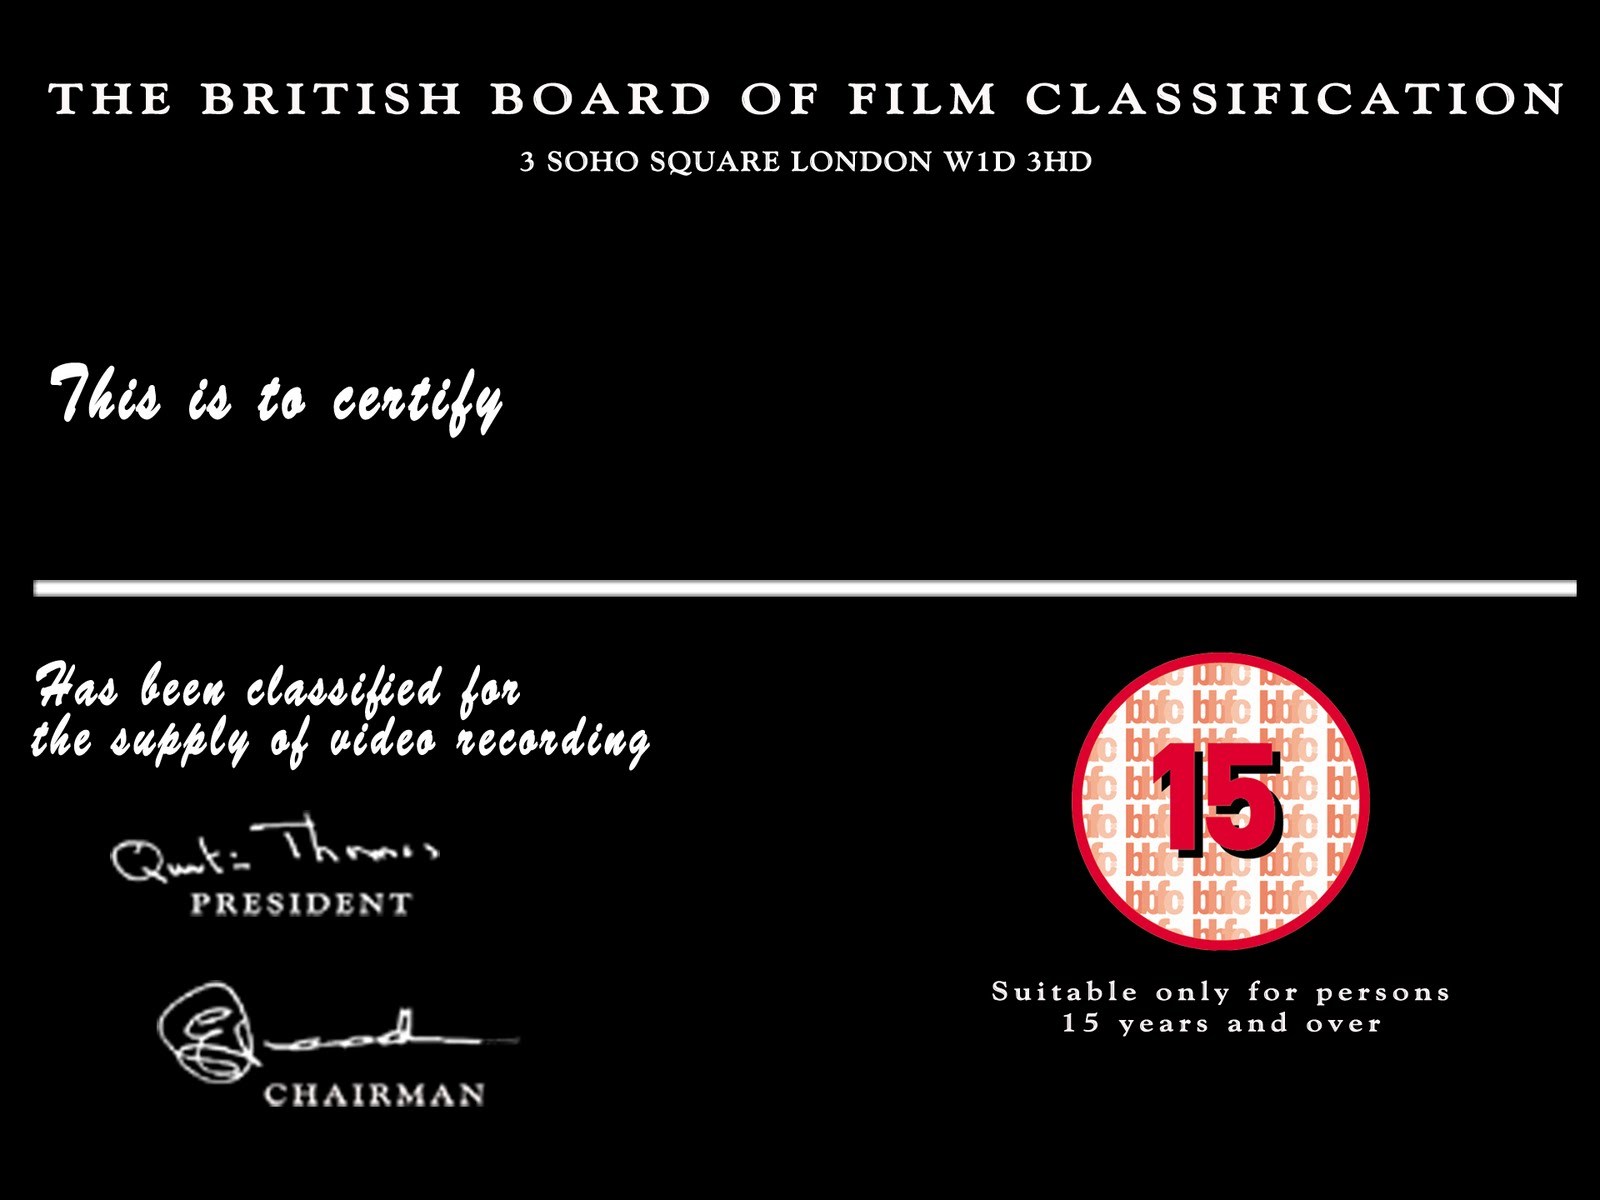 THE BRITISH BOARD OF FILM CLASSIFICATION
3 SOHO SQUARE LONDON W1D 3HD
This is to certify
Has been classified for
the supply of video recording
Quentin Thomas
PRESIDENT
CHAIRMAN
bbfc
15
Suitable only for persons
15 years and over